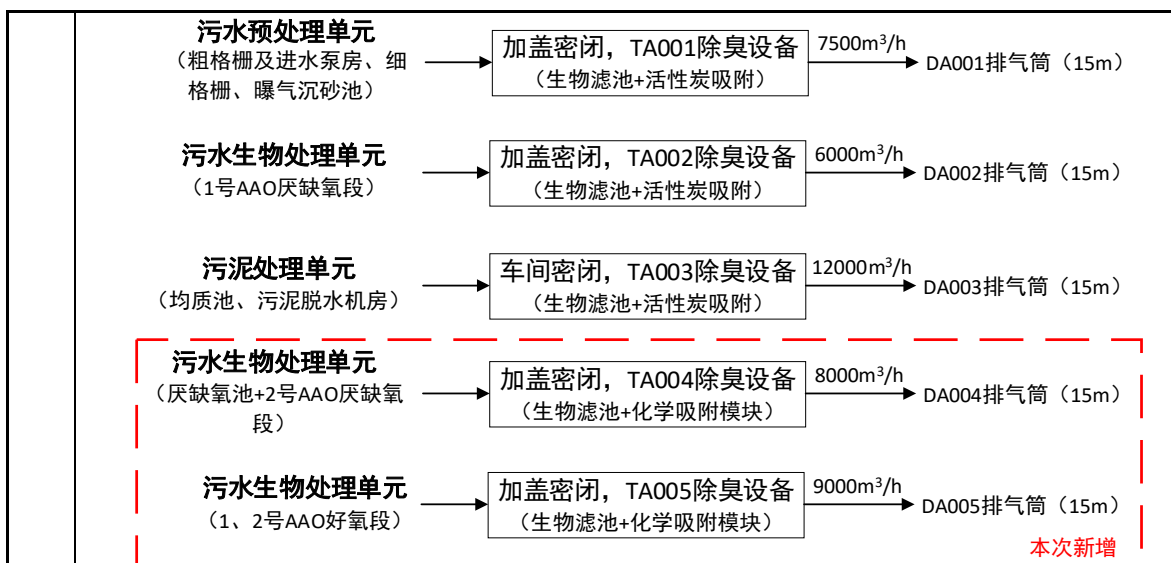 污水预处理单元
（粗格栅及进水泵房、细
格栅、曝气沉砂池）
加盖密闭，TA001除臭设备
（生物滤池+活性炭吸附）
7500m³/h
DA001排气筒（15m）
污水生物处理单元
（1号AAO厌缺氧段）
加盖密闭，TA002除臭设备
（生物滤池+活性炭吸附）
6000m³/h
DA002排气筒（15m）
污泥处理单元
（均质池、污泥脱水机房）
车间密闭，TA003除臭设备
（生物滤池+活性炭吸附）
12000m³/h
DA003排气筒（15m）
污水生物处理单元
（厌缺氧池+2号AAO厌缺氧
段）
加盖密闭，TA004除臭设备
（生物滤池+化学吸附模块）
8000m³/h
DA004排气筒（15m）
污水生物处理单元
（1、2号AAO好氧段）
加盖密闭，TA005除臭设备
（生物滤池+化学吸附模块）
9000m³/h
DA005排气筒（15m）
本次新增